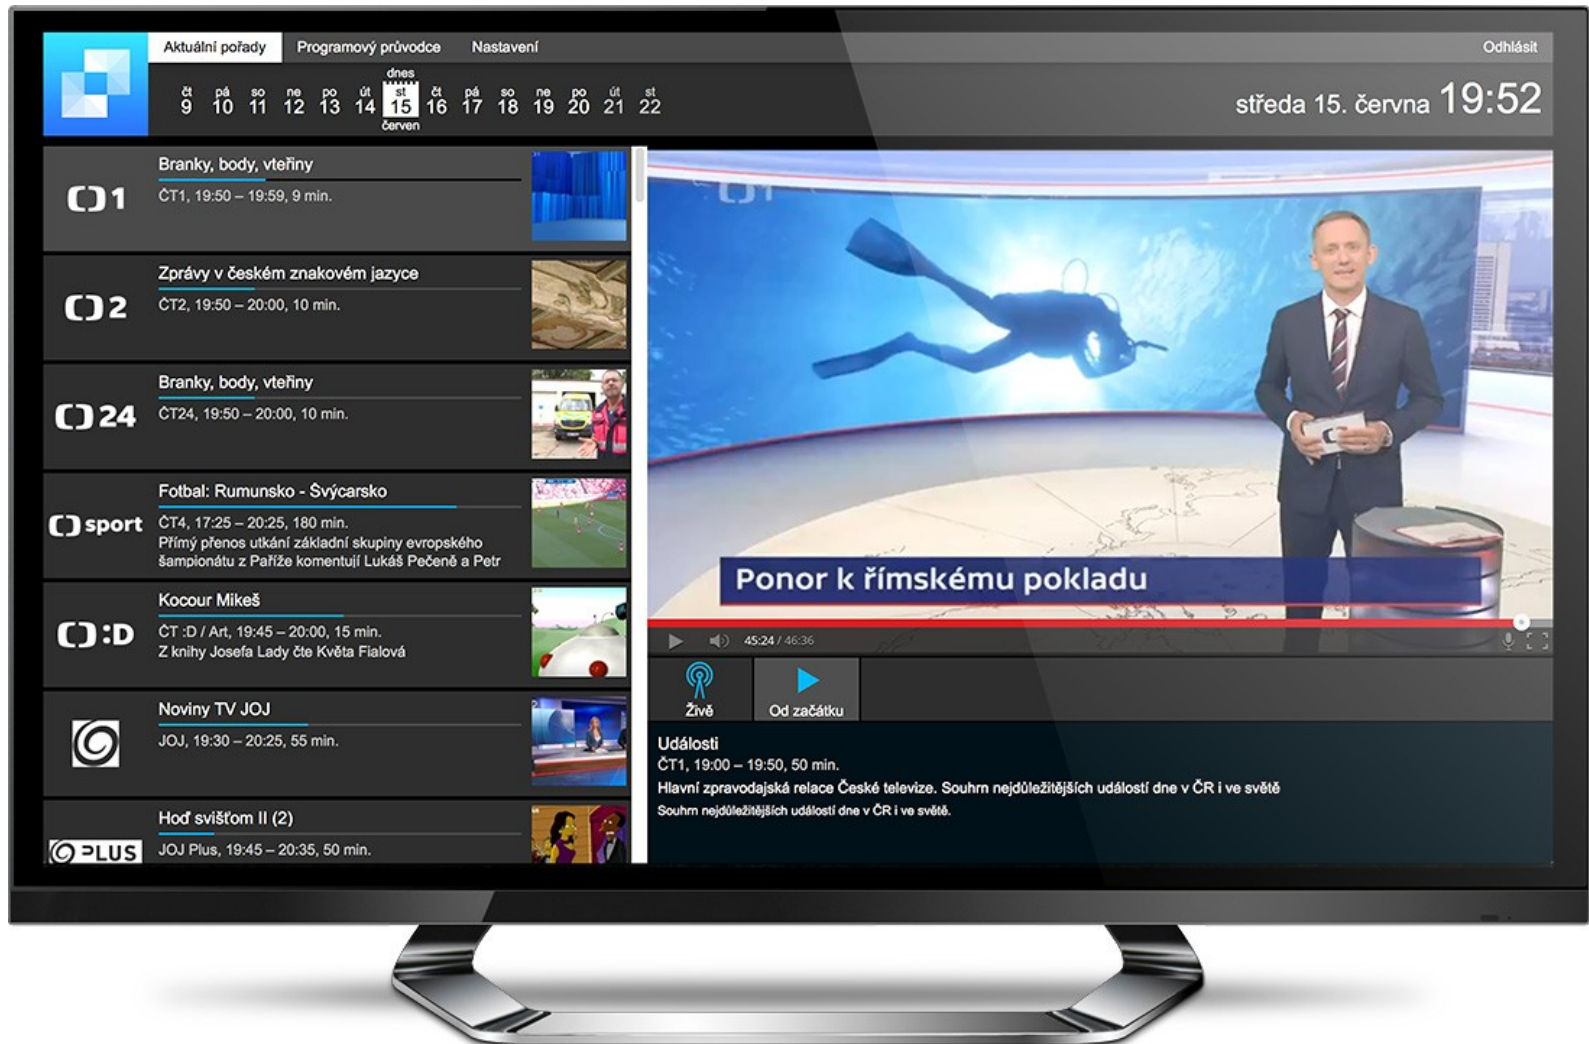 Aktuální pořady Programový průvodce Nastavení Odhlásit
dnes
čt pá so ne po út st čt pá so ne po út st
9 10 11 12 13 14 15 16 17 18 19 20 21 22
červen
středa 15. června 19:52
1
Branky, body, vteřiny
ČT1, 19:50 – 19:59, 9 min.
2
Zprávy v českém znakovém jazyce
ČT2, 19:50 – 20:00, 10 min.
24
Branky, body, vteřiny
ČT24, 19:50 – 20:00, 10 min.
sport
Fotbal: Rumunsko - Švýcarsko
ČT4, 17:25 – 20:25, 180 min.
Přímý přenos utkání základní skupiny evropského
šampionátu z Paříže komentují Lukáš Pečeně a Petr
:D
Kocour Mikeš
ČT :D / Art, 19:45 – 20:00, 15 min.
Z knihy Josefa Lady čte Květa Fialová
Noviny TV JOJ
JOJ, 19:30 – 20:25, 55 min.
PLUS
Hoď svišťom II (2)
JOJ Plus, 19:45 – 20:35, 50 min.
1
Ponor k římskému pokladu
45:24 / 46:36
Živě
Od začátku
Události
ČT1, 19:00 – 19:50, 50 min.
Hlavní zpravodajská relace České televize. Souhrn nejdůležitějších událostí dne v ČR i ve světě
Souhrn nejdůležitějších událostí dne v ČR i ve světě.